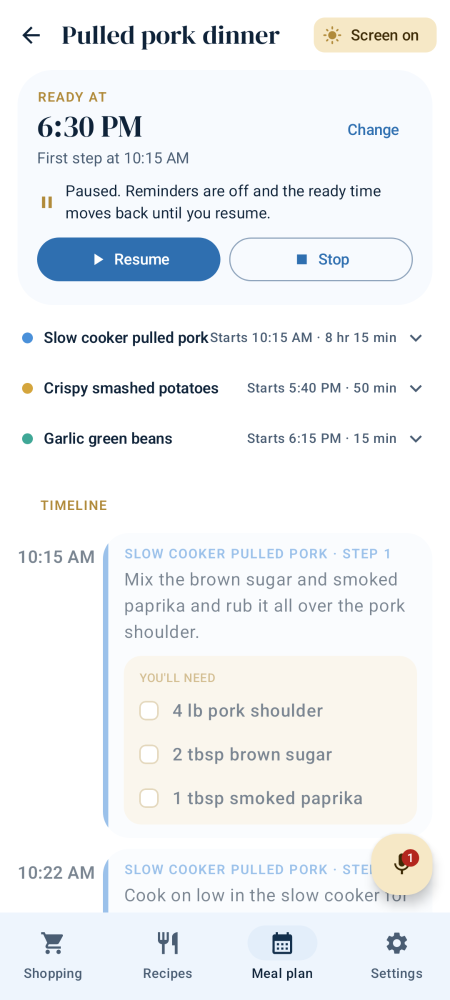 Pulled pork dinner
Screen on
READY AT
6:30 PM
Change
First step at 10:15 AM
Paused. Reminders are off and the ready time
moves back until you resume.
Resume
Stop
Slow cooker pulled pork Starts 10:15 AM · 8 hr 15 min
Crispy smashed potatoes Starts 5:40 PM · 50 min
Garlic green beans Starts 6:15 PM · 15 min
TIMELINE
10:15 AM
SLOW COOKER PULLED PORK · STEP 1
Mix the brown sugar and smoked
paprika and rub it all over the pork
shoulder.
YOU'LL NEED
4 lb pork shoulder
2 tbsp brown sugar
1 tbsp smoked paprika
1
10:22 AM
SLOW COOKER PULLED PORK ·
Cook on low in the slow cooker for
Shopping
Recipes
Meal plan
Settings